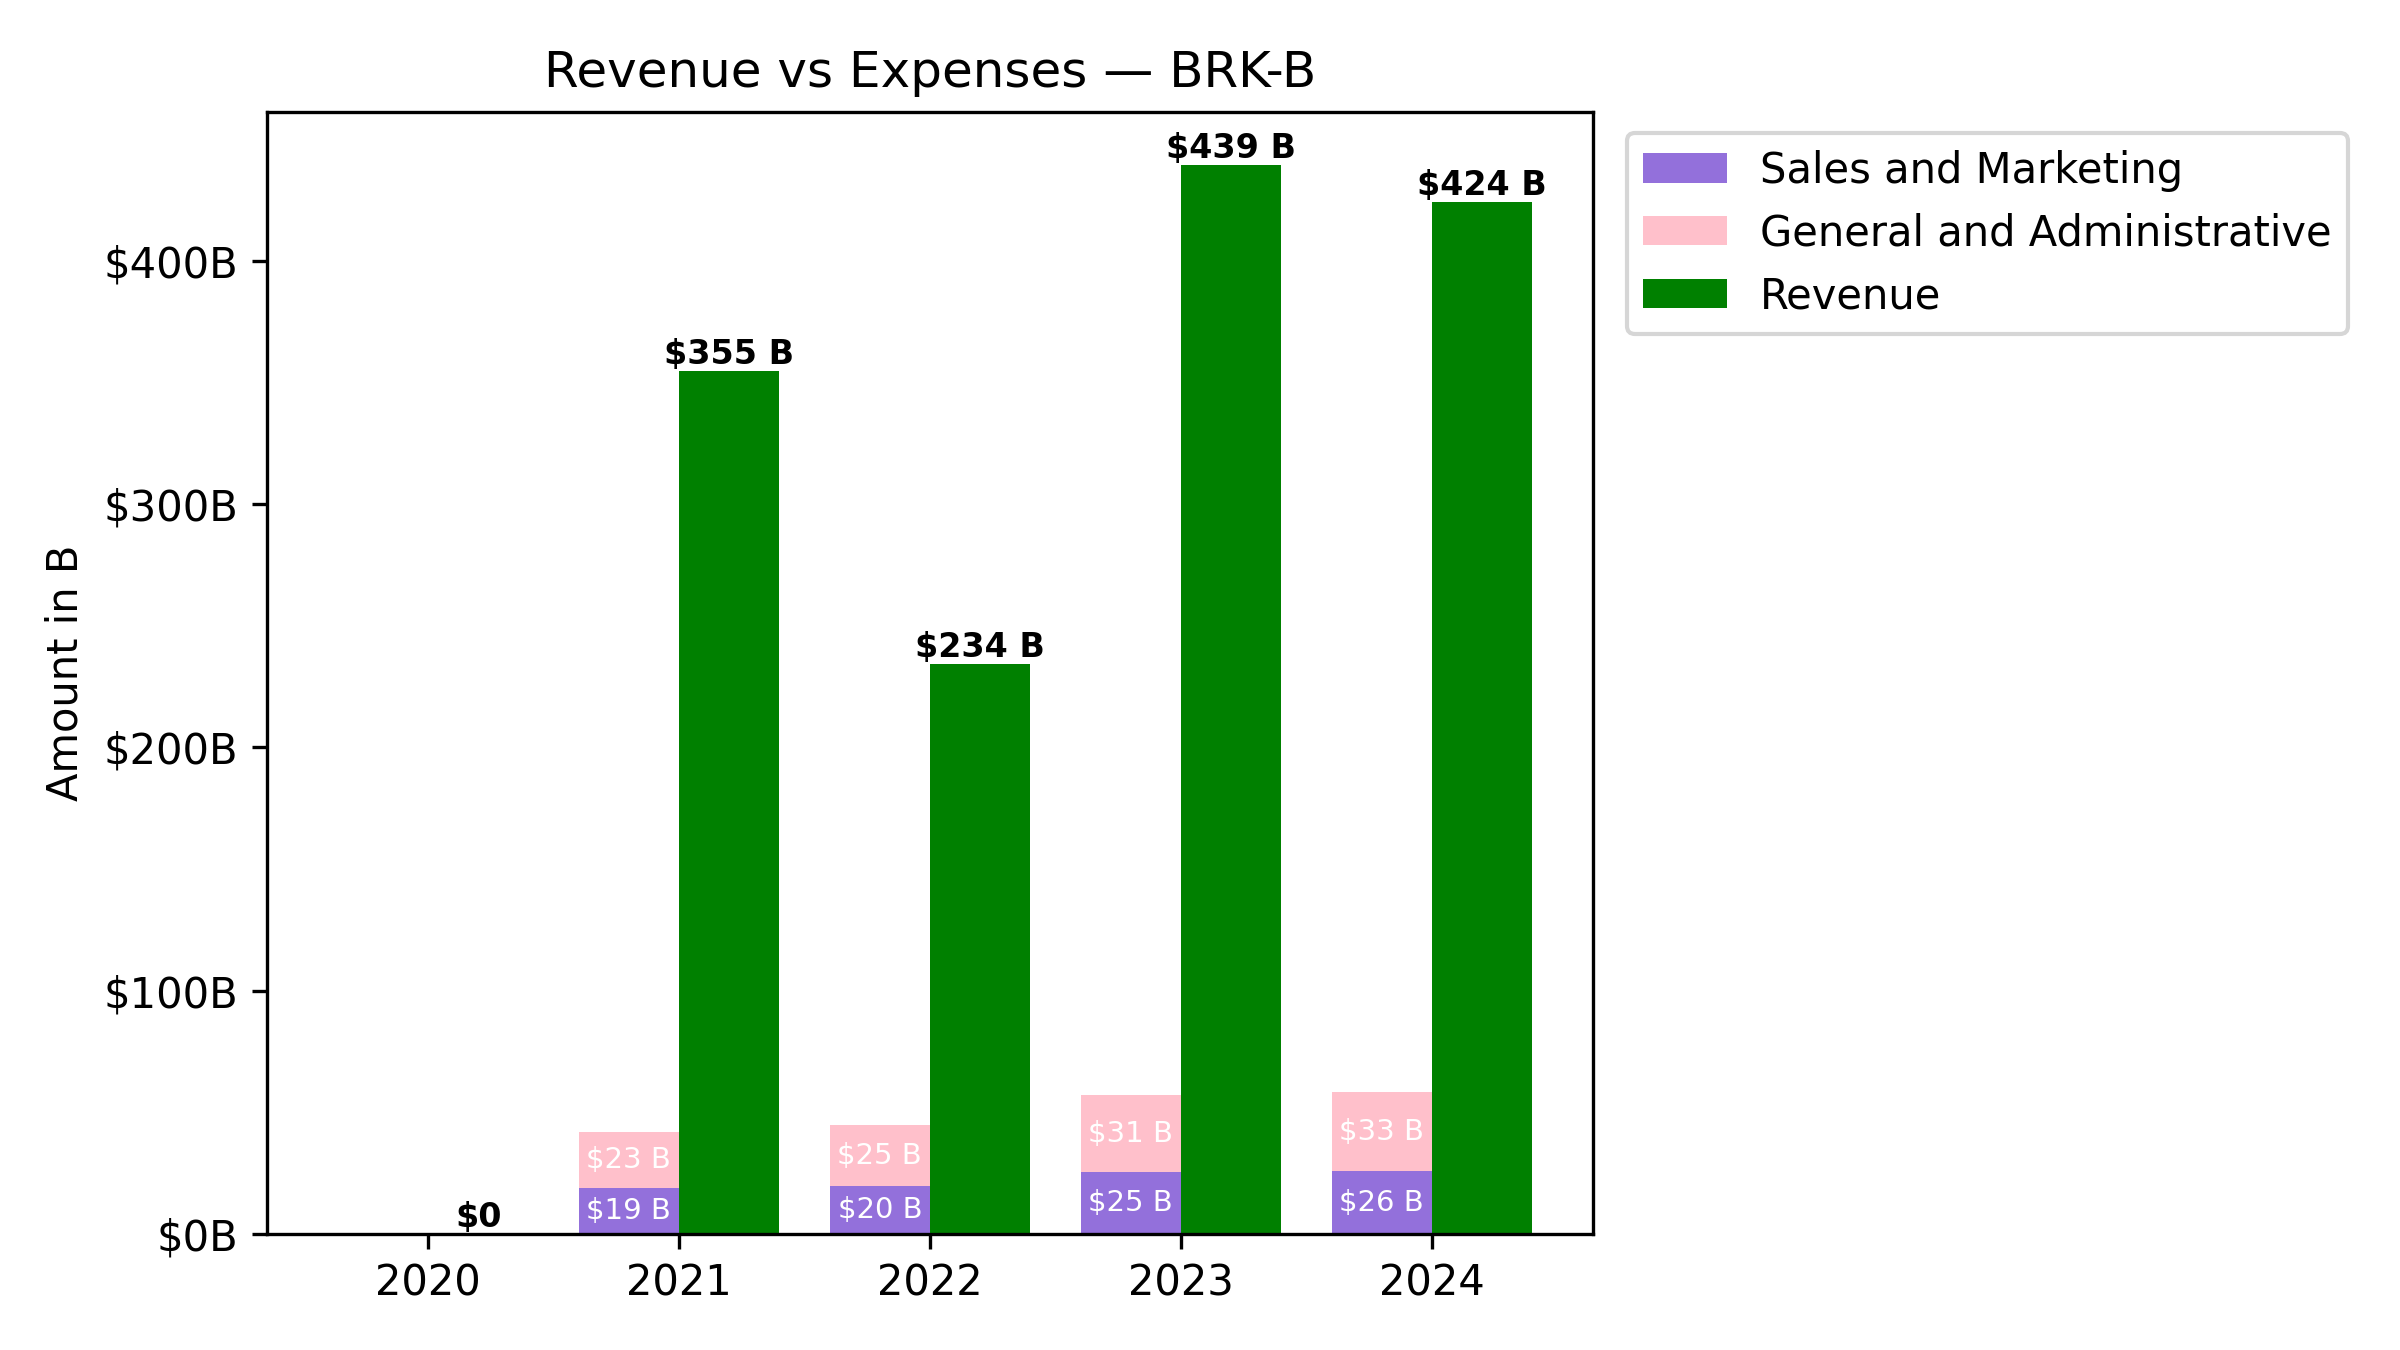 Revenue vs Expenses — BRK-B
Amount in B
$400B
$300B
$200B
$100B
$0B
$0
$355 B
$23 B
$19 B
$234 B
$25 B
$20 B
$439 B
$31 B
$25 B
$424 B
$33 B
$26 B
2020
2021
2022
2023
2024
Sales and Marketing
General and Administrative
Revenue